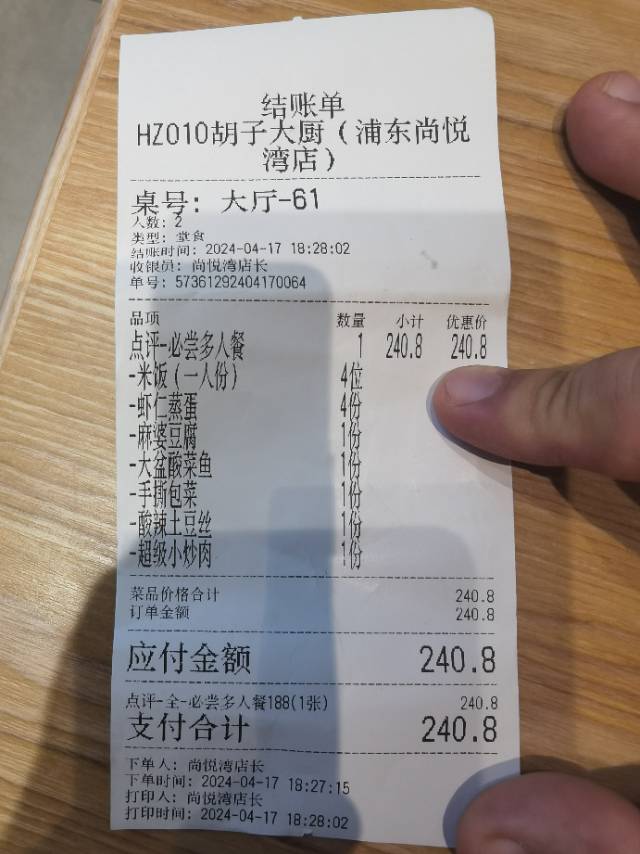 结账单
HZ010胡子大厨（浦东尚悦
湾店）
桌号：大厅-61
人数：2
类型：堂食
结账时间：2024-04-17 18:28:02
收银员：尚悦湾店长
单号：57361292404170064
品项 数量 小计 优惠价
点评-必尝多人餐 1 240.8 240.8
-米饭（一人份） 4位
-虾仁蒸蛋 4份
-麻婆豆腐 1份
-大盆酸菜鱼 1份
-手撕包菜 1份
-酸辣土豆丝 1份
-超级小炒肉 1份
菜品价格合计 240.8
订单金额 240.8
应付金额 240.8
点评-全-必尝多人餐188(1张) 240.8
支付合计 240.8
下单人：尚悦湾店长
下单时间：2024-04-17 18:27:15
打印人：尚悦湾店长
打印时间：2024-04-17 18:28:02